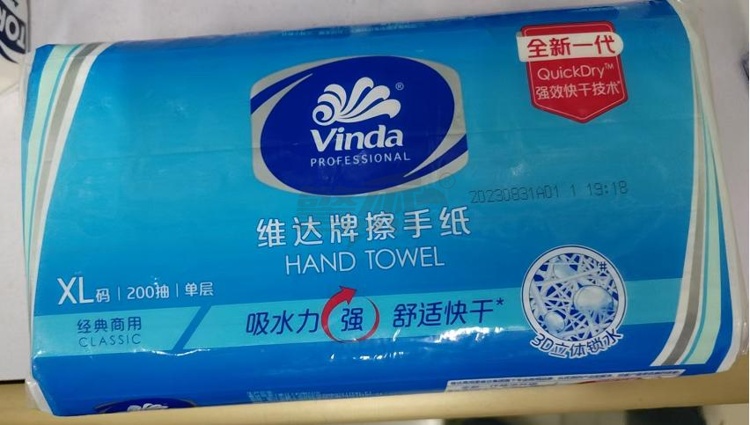 TOR
全新一代
QuickDry™
强效快干技术
Vinda®
PROFESSIONAL
20230831A01 1 19:18
维达牌擦手纸
HAND TOWEL
XL码 | 200抽 | 单层
经典商用
CLASSIC
吸水力 强 舒适快干*
3D立体锁水#
Vinda